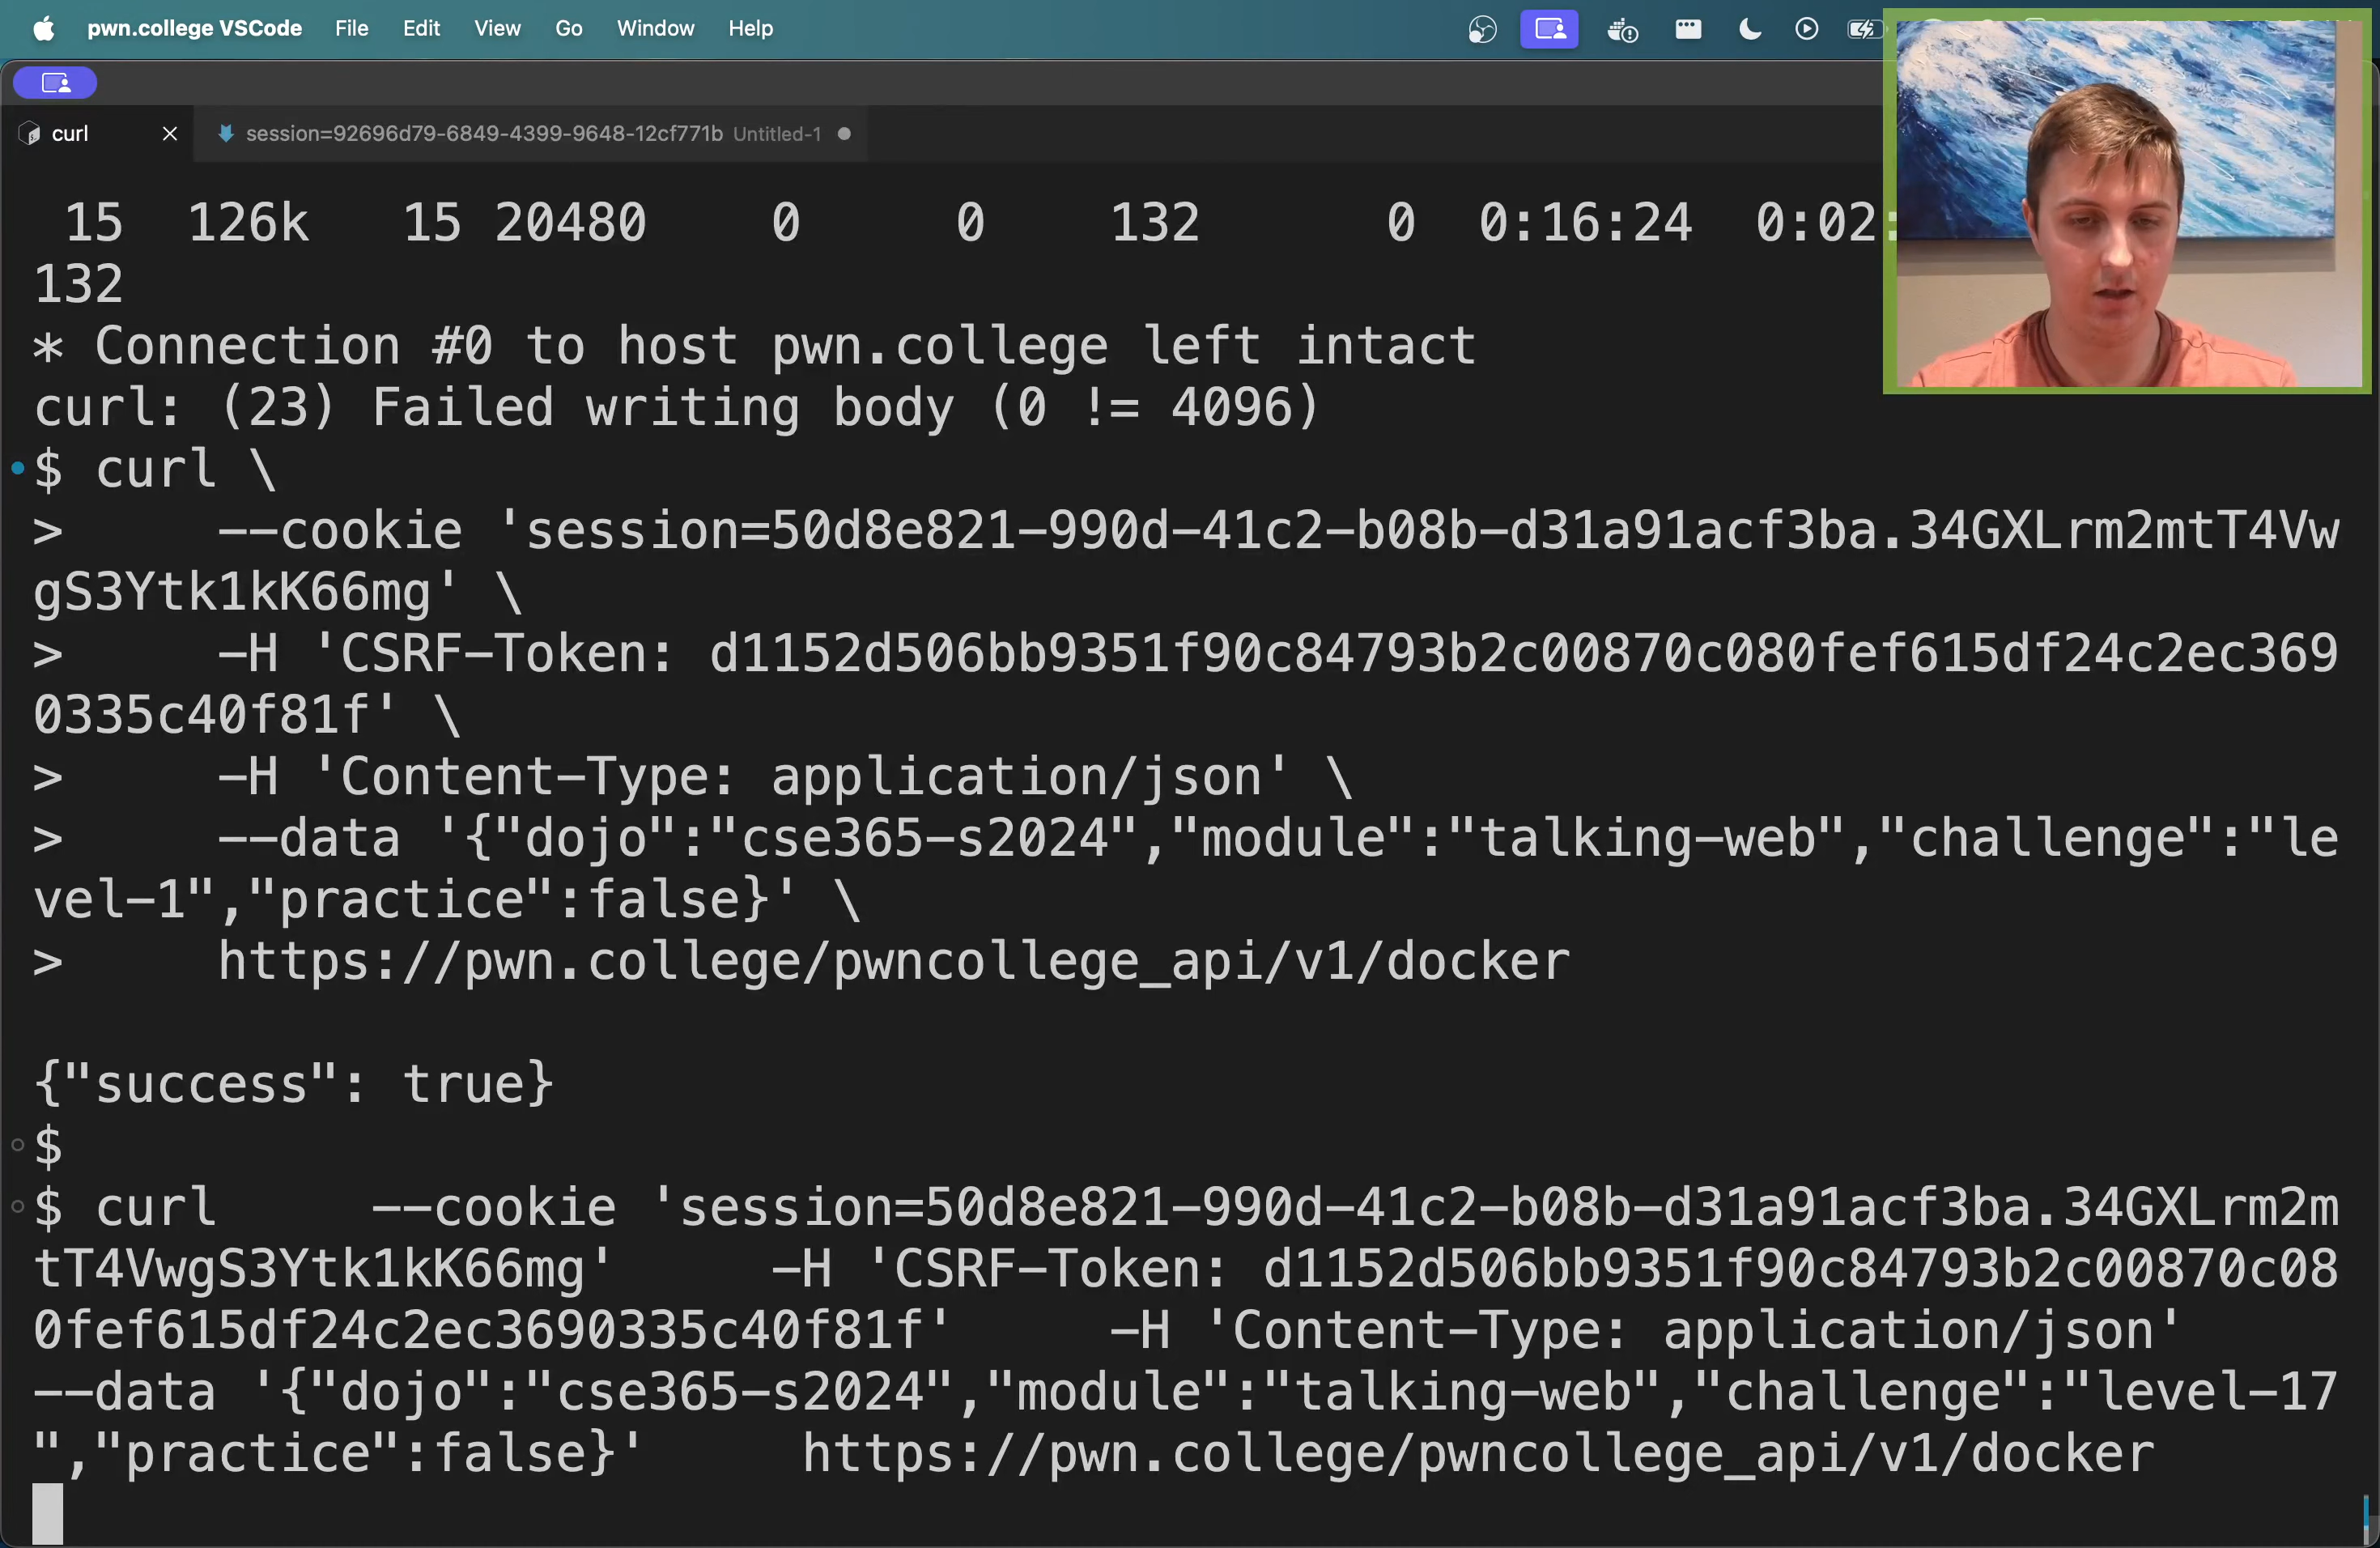 pwn.college VSCode File Edit View Go Window Help
curl session=92696d79-6849-4399-9648-12cf771b Untitled-1
15 126k 15 20480 0 0 132 0 0:16:24 0:02:
132
* Connection #0 to host pwn.college left intact
curl: (23) Failed writing body (0 != 4096)
$ curl \
> --cookie 'session=50d8e821-990d-41c2-b08b-d31a91acf3ba.34GXLrm2mtT4Vw
gS3Ytk1kK66mg' \
> -H 'CSRF-Token: d1152d506bb9351f90c84793b2c00870c080fef615df24c2ec369
0335c40f81f' \
> -H 'Content-Type: application/json' \
> --data '{"dojo":"cse365-s2024","module":"talking-web","challenge":"le
vel-1","practice":false}' \
> https://pwn.college/pwncollege_api/v1/docker
{"success": true}
$
$ curl --cookie 'session=50d8e821-990d-41c2-b08b-d31a91acf3ba.34GXLrm2m
tT4VwgS3Ytk1kK66mg' -H 'CSRF-Token: d1152d506bb9351f90c84793b2c00870c08
0fef615df24c2ec3690335c40f81f' -H 'Content-Type: application/json'
--data '{"dojo":"cse365-s2024","module":"talking-web","challenge":"level-17
","practice":false}' https://pwn.college/pwncollege_api/v1/docker